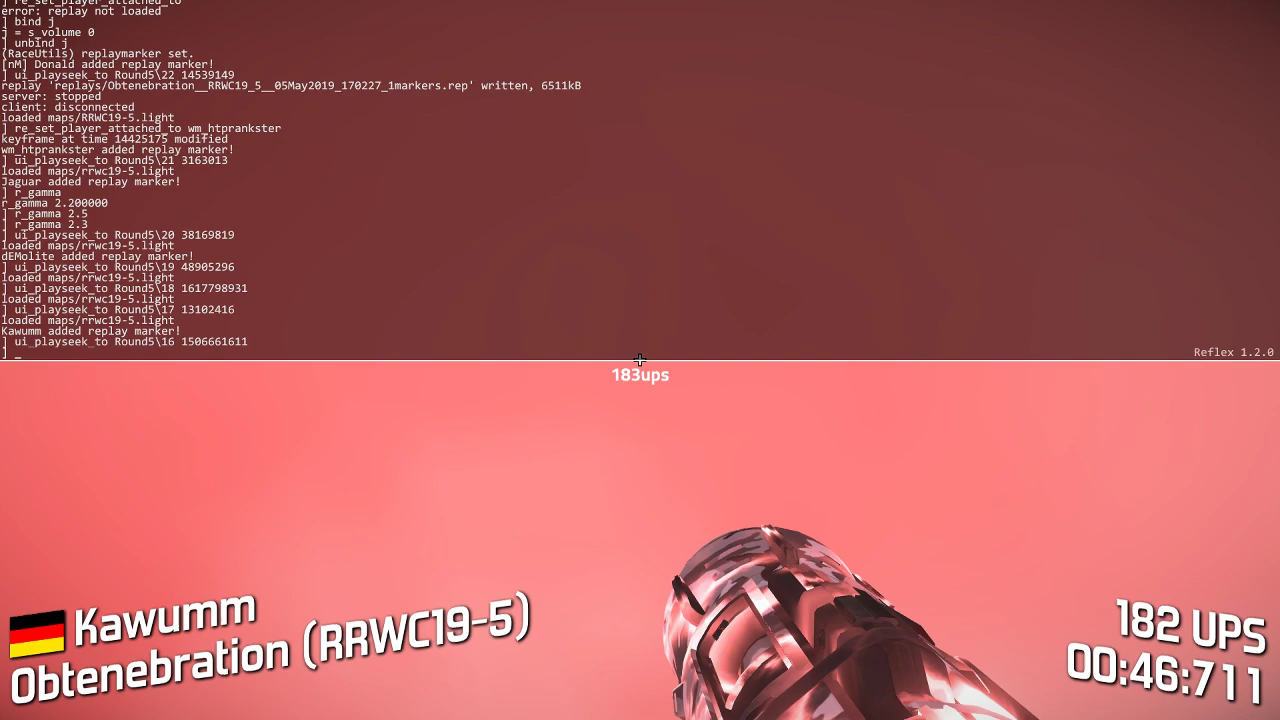 ] re_set_player_attached_to
error: replay not loaded
] bind j
j = s_volume 0
] unbind j
(RaceUtils) replaymarker set.
[nM] Donald added replay marker!
] ui_playseek_to Round5\22 14539149
replay 'replays/Obtenebration__RRWC19_5__05May2019_170227_1markers.rep' written, 6511kB
server: stopped
client: disconnected
loaded maps/RRWC19-5.light
] re_set_player_attached_to wm_htprankster
keyframe at time 14425175 modified
wm_htprankster added replay marker!
] ui_playseek_to Round5\21 3163013
loaded maps/rrwc19-5.light
Jaguar added replay marker!
] r_gamma
r_gamma 2.200000
] r_gamma 2.5
] r_gamma 2.3
] ui_playseek_to Round5\20 38169819
loaded maps/rrwc19-5.light
dEMolite added replay marker!
] ui_playseek_to Round5\19 48905296
loaded maps/rrwc19-5.light
] ui_playseek_to Round5\18 1617798931
loaded maps/rrwc19-5.light
] ui_playseek_to Round5\17 13102416
loaded maps/rrwc19-5.light
Kawumm added replay marker!
] ui_playseek_to Round5\16 1506661611
] _
Reflex 1.2.0
183ups
Kawumm
Obtenebration (RRWC19-5)
182 UPS
00:46:711